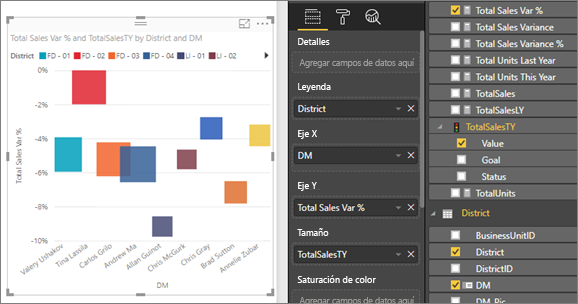 Total Sales Var % and TotalSalesTY by District and DM
District FD - 01 FD - 02 FD - 03 FD - 04 LI - 01 LI - 02
0%
-2%
-4%
-6%
-8%
-10%
Total Sales Var %
Valery Ushakov
Tina Lassila
Carlos Grilo
Andrew Ma
Allan Guinot
Chris McGurk
Chris Gray
Brad Sutton
Annelie Zubar
DM
Detalles
Agregar campos de datos aquí
Leyenda
District
Eje X
DM
Eje Y
Total Sales Var %
Tamaño
TotalSalesTY
Saturación de color
Agregar campos de datos aquí
Total Sales Var %
Total Sales Variance
Total Sales Variance %
Total Units Last Year
Total Units This Year
TotalSales
TotalSalesLY
TotalSalesTY
Value
Goal
Status
TotalUnits
District
BusinessUnitID
District
DistrictID
DM
DM_Pic